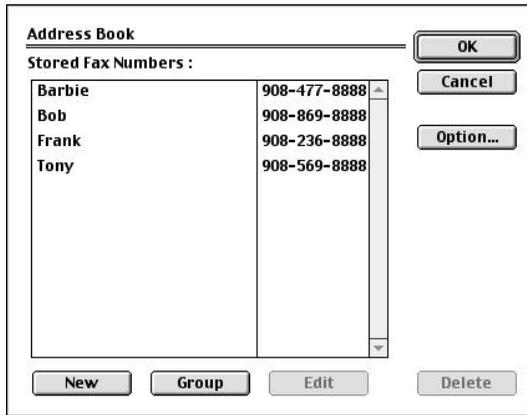 Address Book
OK
Stored Fax Numbers :
Cancel
Barbie 908-477-8888
Bob 908-869-8888
Frank 908-236-8888
Option...
Tony 908-569-8888
New Group Edit Delete